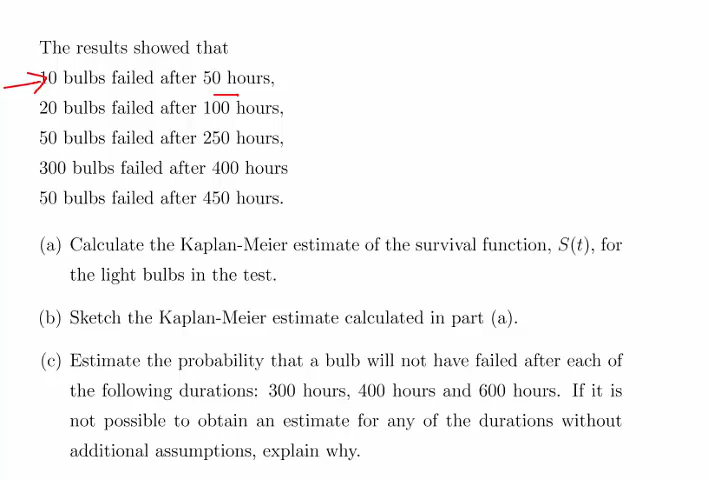 The results showed that
10 bulbs failed after 50 hours,
20 bulbs failed after 100 hours,
50 bulbs failed after 250 hours,
300 bulbs failed after 400 hours
50 bulbs failed after 450 hours.
(a) Calculate the Kaplan-Meier estimate of the survival function, S(t), for
the light bulbs in the test.
(b) Sketch the Kaplan-Meier estimate calculated in part (a).
(c) Estimate the probability that a bulb will not have failed after each of
the following durations: 300 hours, 400 hours and 600 hours. If it is
not possible to obtain an estimate for any of the durations without
additional assumptions, explain why.